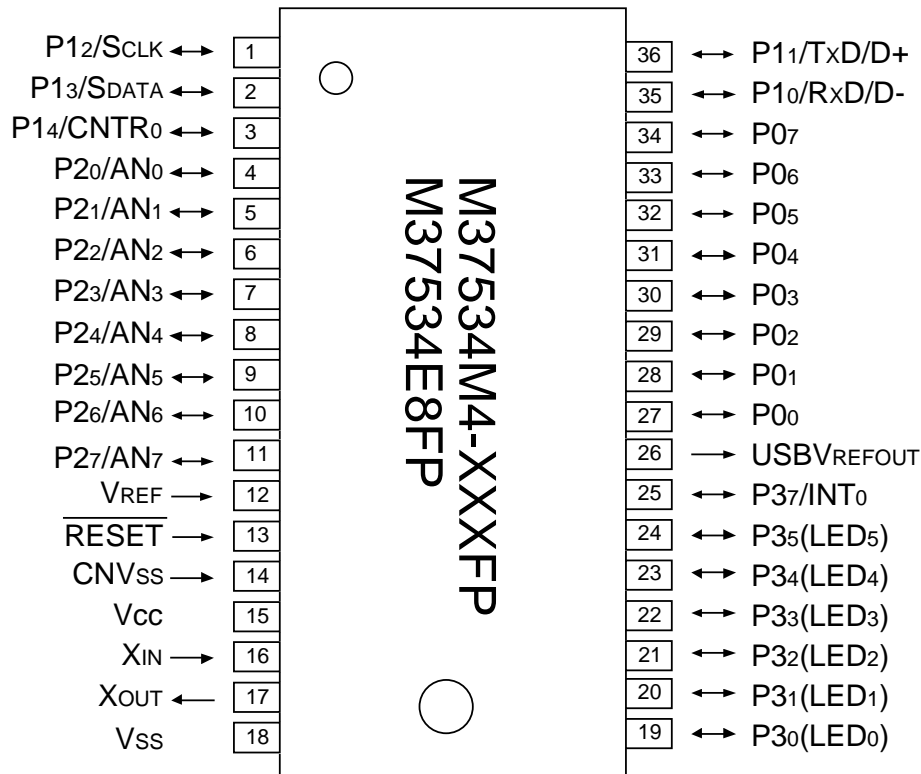 P12/SCLK 1
P13/SDATA 2
P14/CNTR0 3
P20/AN0 4
P21/AN1 5
P22/AN2 6
P23/AN3 7
P24/AN4 8
P25/AN5 9
P26/AN6 10
P27/AN7 11
VREF 12
RESET 13
CNVSS 14
Vcc 15
XIN 16
XOUT 17
VSS 18
M37534M4-XXXFP
M37534E8FP
36 P11/TXD/D+
35 P10/RXD/D-
34 P07
33 P06
32 P05
31 P04
30 P03
29 P02
28 P01
27 P00
26 USBVREFOUT
25 P37/INT0
24 P35(LED5)
23 P34(LED4)
22 P33(LED3)
21 P32(LED2)
20 P31(LED1)
19 P30(LED0)